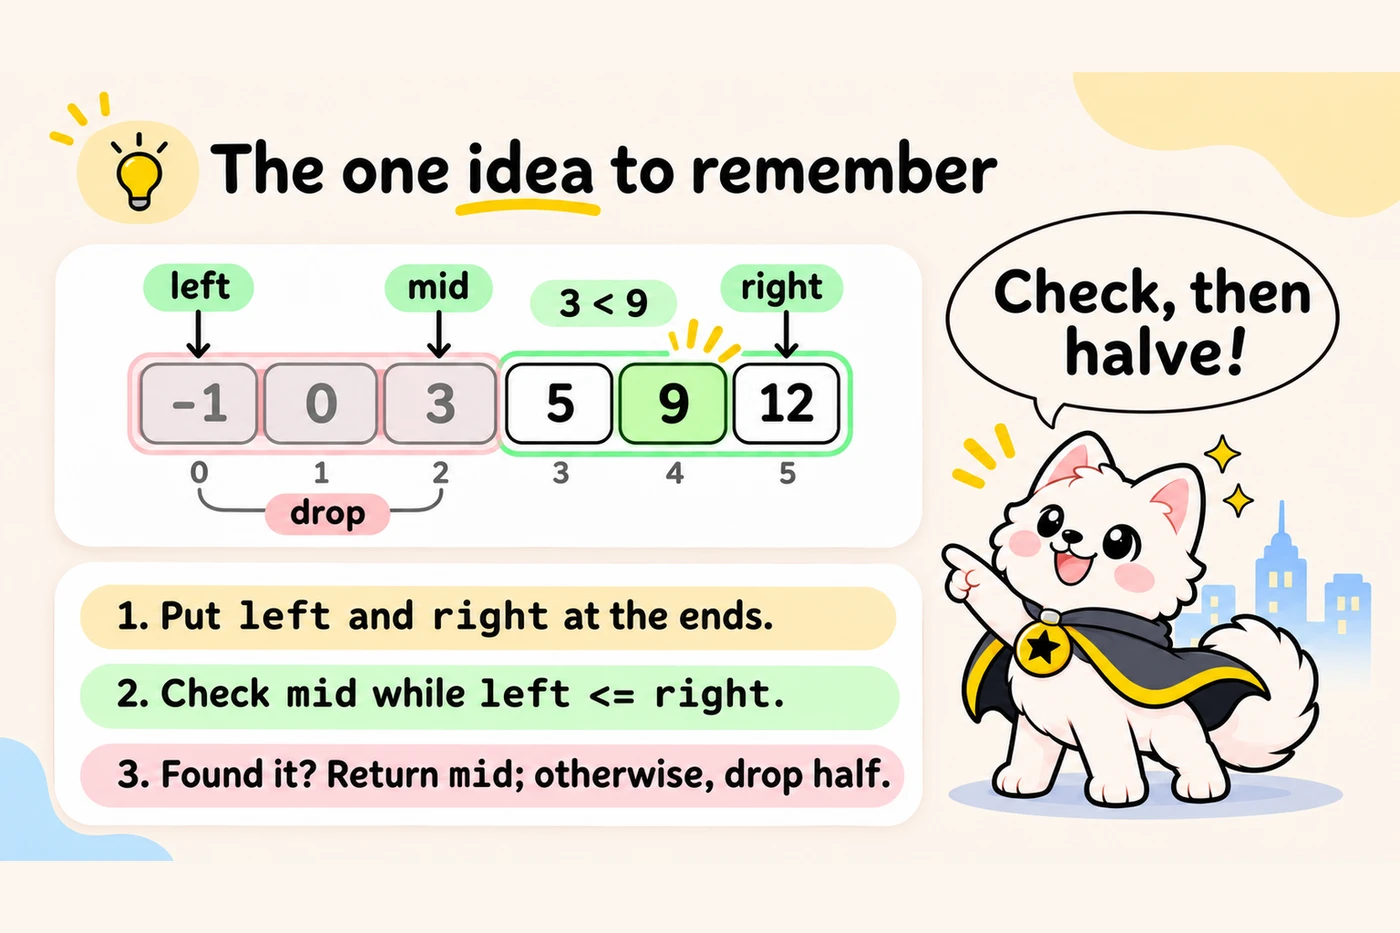 The one idea to remember
left
mid
3 < 9
right
-1 0 3 5 9 12
0 1 2 3 4 5
drop
1. Put left and right at the ends.
2. Check mid while left <= right.
3. Found it? Return mid; otherwise, drop half.
Check, then
halve!